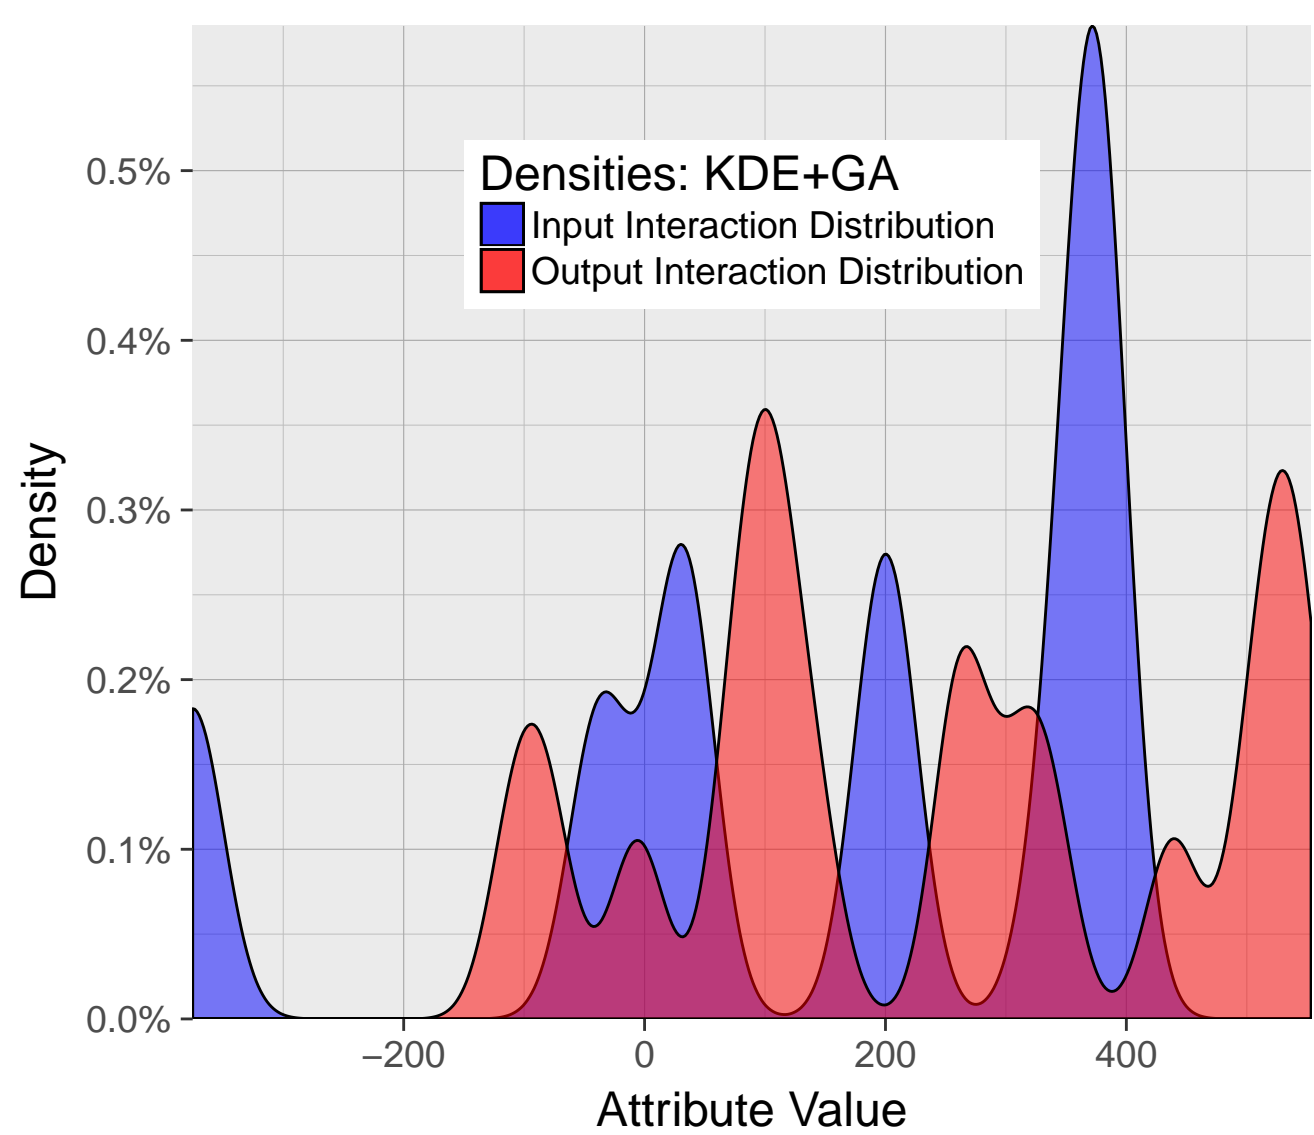 Densities: KDE+GA
Input Interaction Distribution
Output Interaction Distribution
Density
0.5%
0.4%
0.3%
0.2%
0.1%
0.0%
−200 0 200 400
Attribute Value